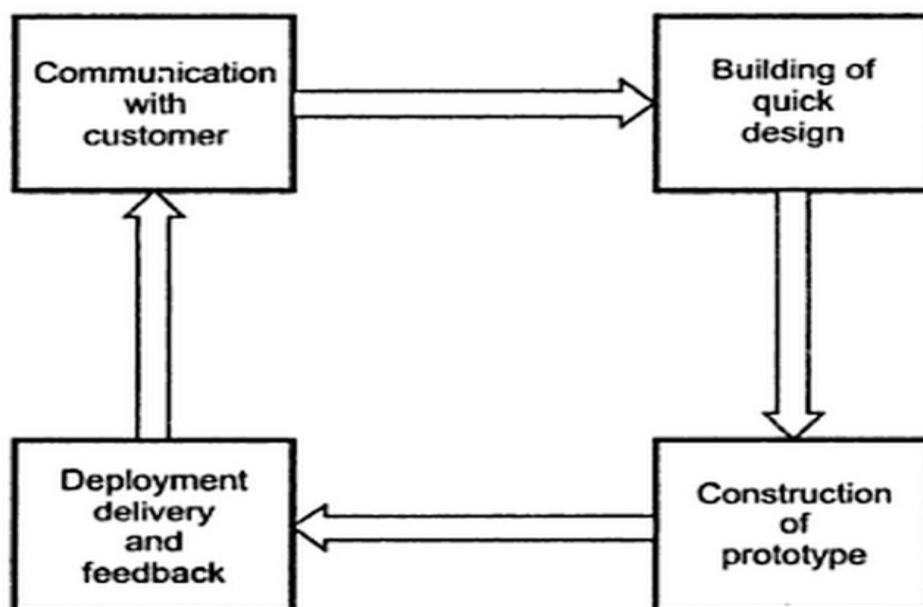 Communication
with
customer
Building of
quick
design
Deployment
delivery
and
feedback
Construction
of
prototype